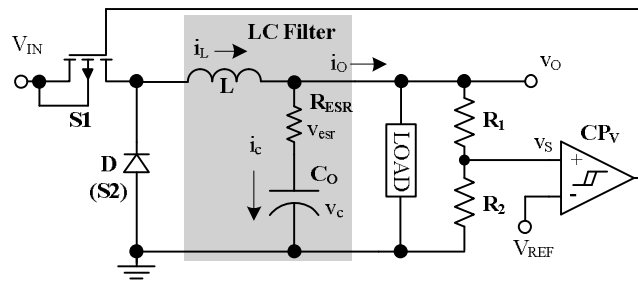 LC Filter
V_IN
i_L
i_O
v_O
S1
L
R_ESR
v_esr
R_1
CP_V
D
(S2)
i_c
C_O
v_c
LOAD
v_S
+
-
R_2
V_REF